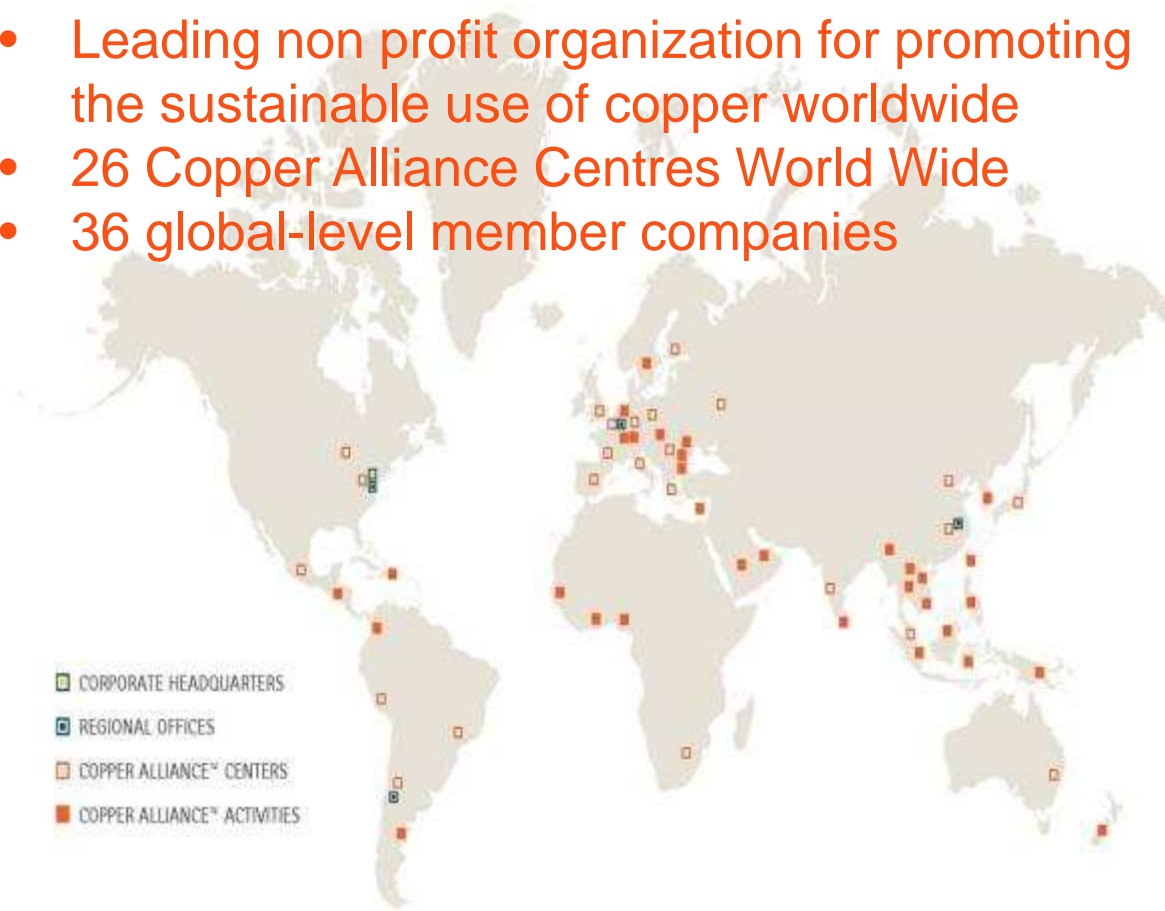 • Leading non profit organization for promoting
the sustainable use of copper worldwide
• 26 Copper Alliance Centres World Wide
• 36 global-level member companies
CORPORATE HEADQUARTERS
REGIONAL OFFICES
COPPER ALLIANCE™ CENTERS
COPPER ALLIANCE™ ACTIVITIES